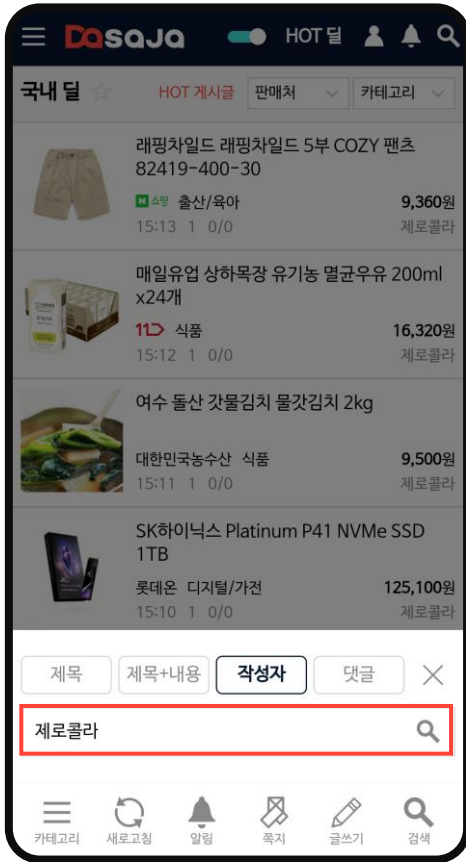 Dasaja HOT 딜
국내 딜 HOT 게시글 판매처 카테고리
래핑차일드 래핑차일드 5부 COZY 팬츠
82419-400-30
N 쇼핑 출산/육아 9,360원
15:13 1 0/0 제로콜라
매일유업 상하목장 유기농 멸균우유 200ml
x24개
11 식품 16,320원
15:12 1 0/0 제로콜라
여수 돌산 갓물김치 물갓김치 2kg
대한민국농수산 식품 9,500원
15:11 1 0/0 제로콜라
SK하이닉스 Platinum P41 NVMe SSD
1TB
롯데온 디지털/가전 125,100원
15:10 1 0/0 제로콜라
제목 제목+내용 작성자 댓글
제로콜라
카테고리 새로고침 알림 쪽지 글쓰기 검색